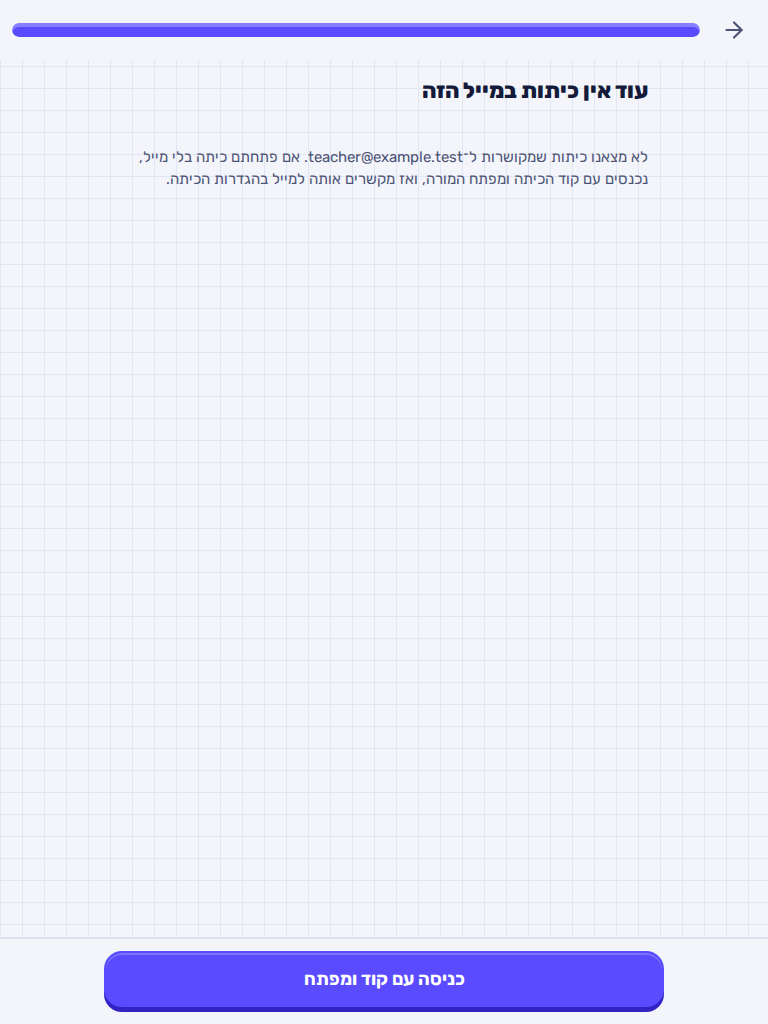 עוד אין כיתות במייל הזה
לא מצאנו כיתות שמקושרות ל־teacher@example.test. אם פתחתם כיתה בלי מייל,
נכנסים עם קוד הכיתה ומפתח המורה, ואז מקשרים אותה למייל בהגדרות הכיתה.
כניסה עם קוד ומפתח